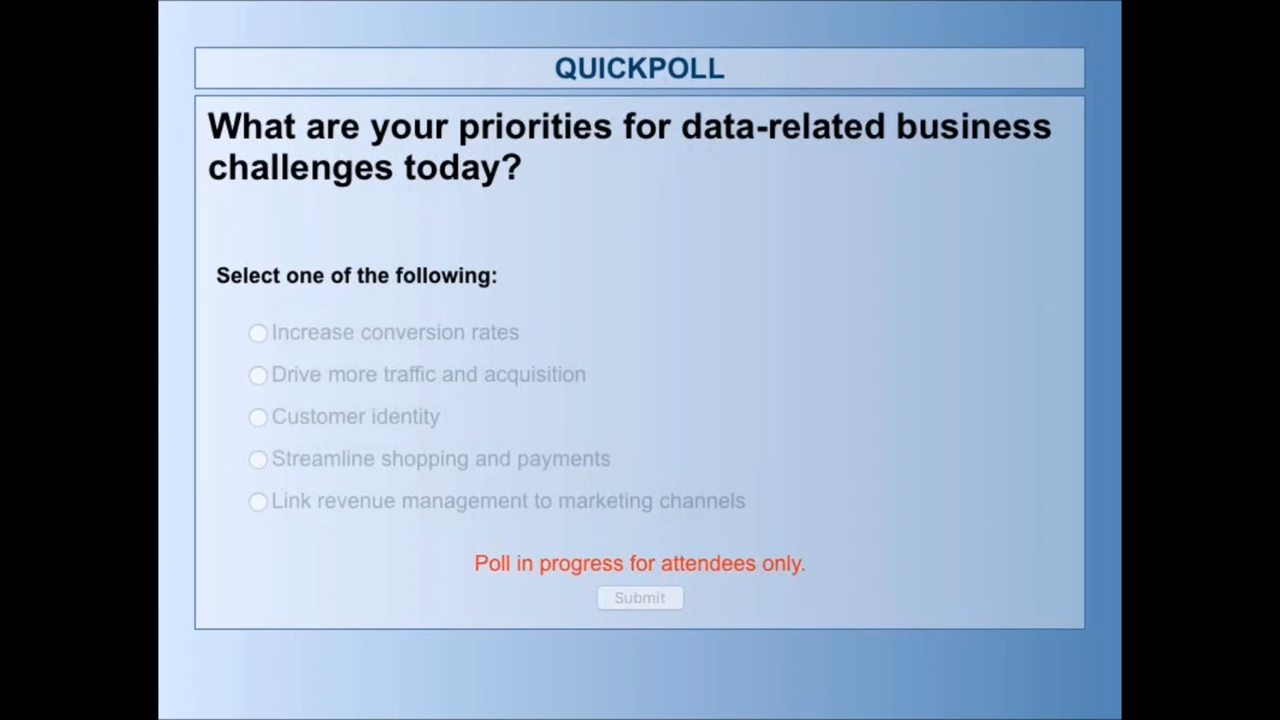 QUICKPOLL
What are your priorities for data-related business
challenges today?
Select one of the following:
Increase conversion rates
Drive more traffic and acquisition
Customer identity
Streamline shopping and payments
Link revenue management to marketing channels
Poll in progress for attendees only.
Submit